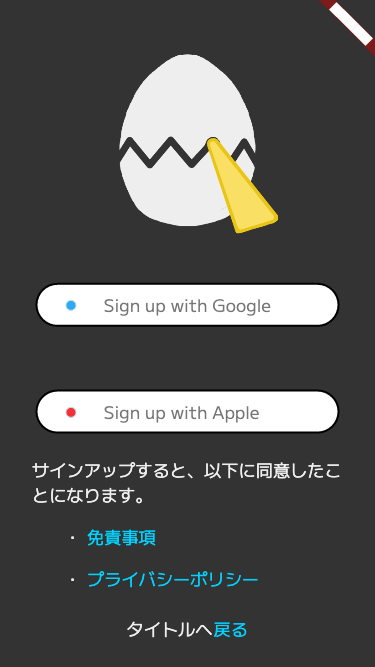 Sign up with Google
Sign up with Apple
サインアップすると、以下に同意したこ
とになります。
・ 免責事項
・ プライバシーポリシー
タイトルへ戻る